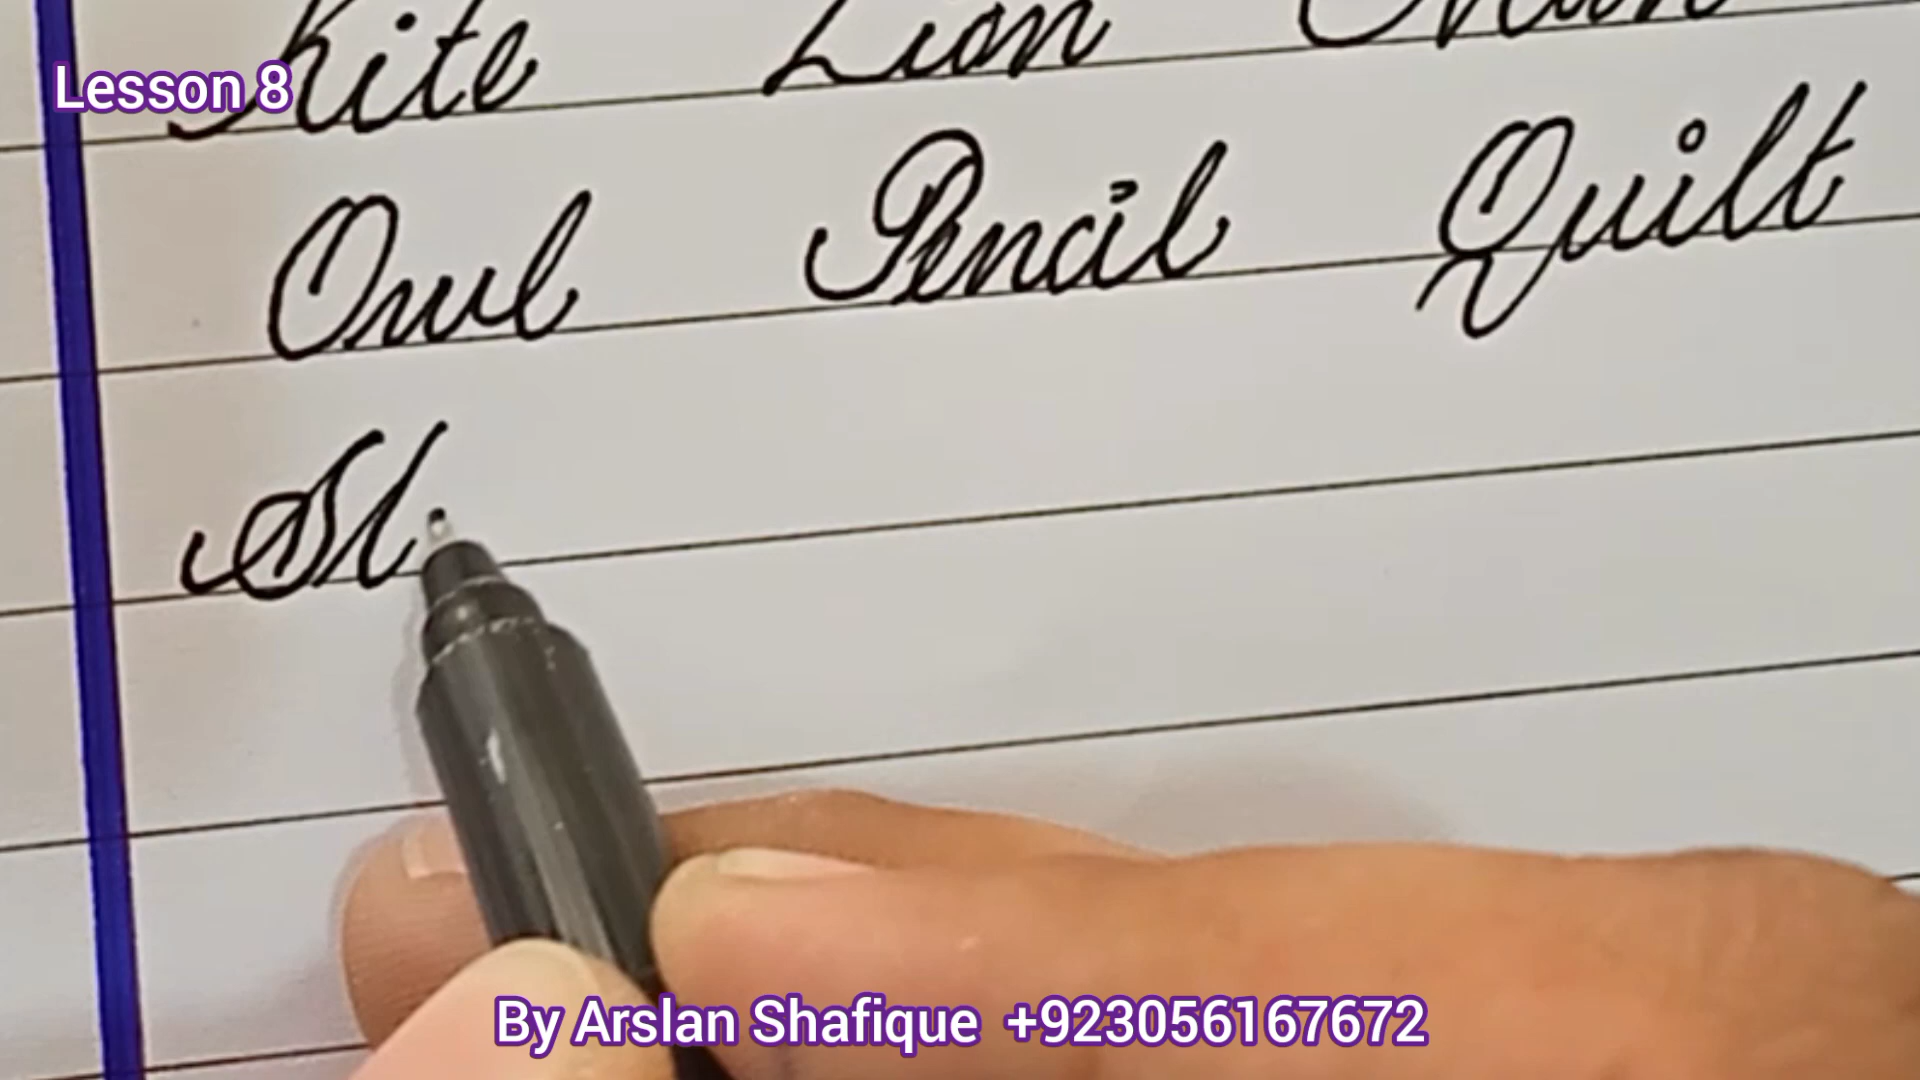 Lesson 8
Kite Lion
Owl Pencil Quilt
By Arslan Shafique +923056167672